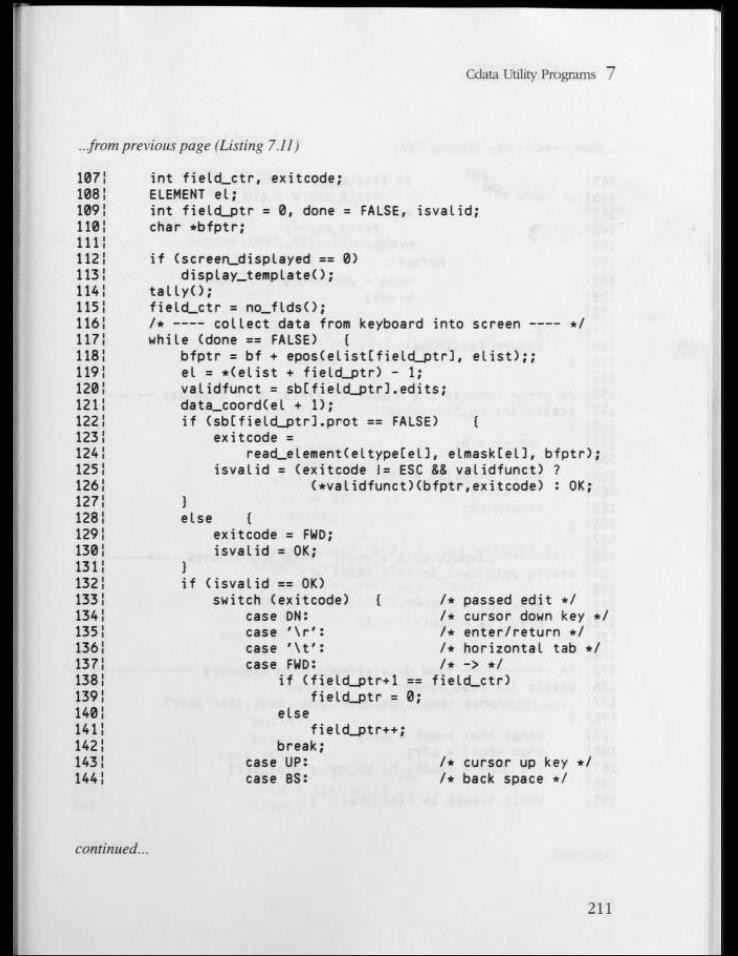 Cdata Utility Programs 7
...from previous page (Listing 7.11)
107¦ int field_ctr, exitcode;
108¦ ELEMENT el;
109¦ int field_ptr = 0, done = FALSE, isvalid;
110¦ char *bfptr;
111¦
112¦ if (screen_displayed == 0)
113¦ display_template();
114¦ tally();
115¦ field_ctr = no_flds();
116¦ /* ---- collect data from keyboard into screen ---- */
117¦ while (done == FALSE) {
118¦ bfptr = bf + epos(elist[field_ptr], elist);;
119¦ el = *(elist + field_ptr) - 1;
120¦ validfunct = sb[field_ptr].edits;
121¦ data_coord(el + 1);
122¦ if (sb[field_ptr].prot == FALSE) {
123¦ exitcode =
124¦ read_element(eltype[el], elmask[el], bfptr);
125¦ isvalid = (exitcode != ESC && validfunct) ?
126¦ (*validfunct)(bfptr,exitcode) : OK;
127¦ }
128¦ else {
129¦ exitcode = FWD;
130¦ isvalid = OK;
131¦ }
132¦ if (isvalid == OK)
133¦ switch (exitcode) { /* passed edit */
134¦ case DN: /* cursor down key */
135¦ case '\r': /* enter/return */
136¦ case '\t': /* horizontal tab */
137¦ case FWD: /* -> */
138¦ if (field_ptr+1 == field_ctr)
139¦ field_ptr = 0;
140¦ else
141¦ field_ptr++;
142¦ break;
143¦ case UP: /* cursor up key */
144¦ case BS: /* back space */
continued...
211